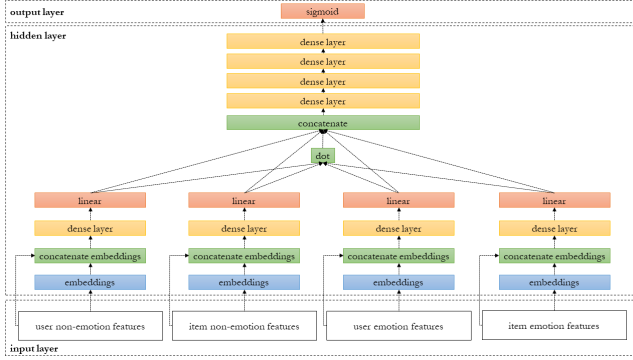 output layer
sigmoid
hidden layer
dense layer
dense layer
dense layer
dense layer
concatenate
dot
linear linear linear linear
dense layer dense layer dense layer dense layer
concatenate embeddings concatenate embeddings concatenate embeddings concatenate embeddings
embeddings embeddings embeddings embeddings
user non-emotion features item non-emotion features user emotion features item emotion features
input layer